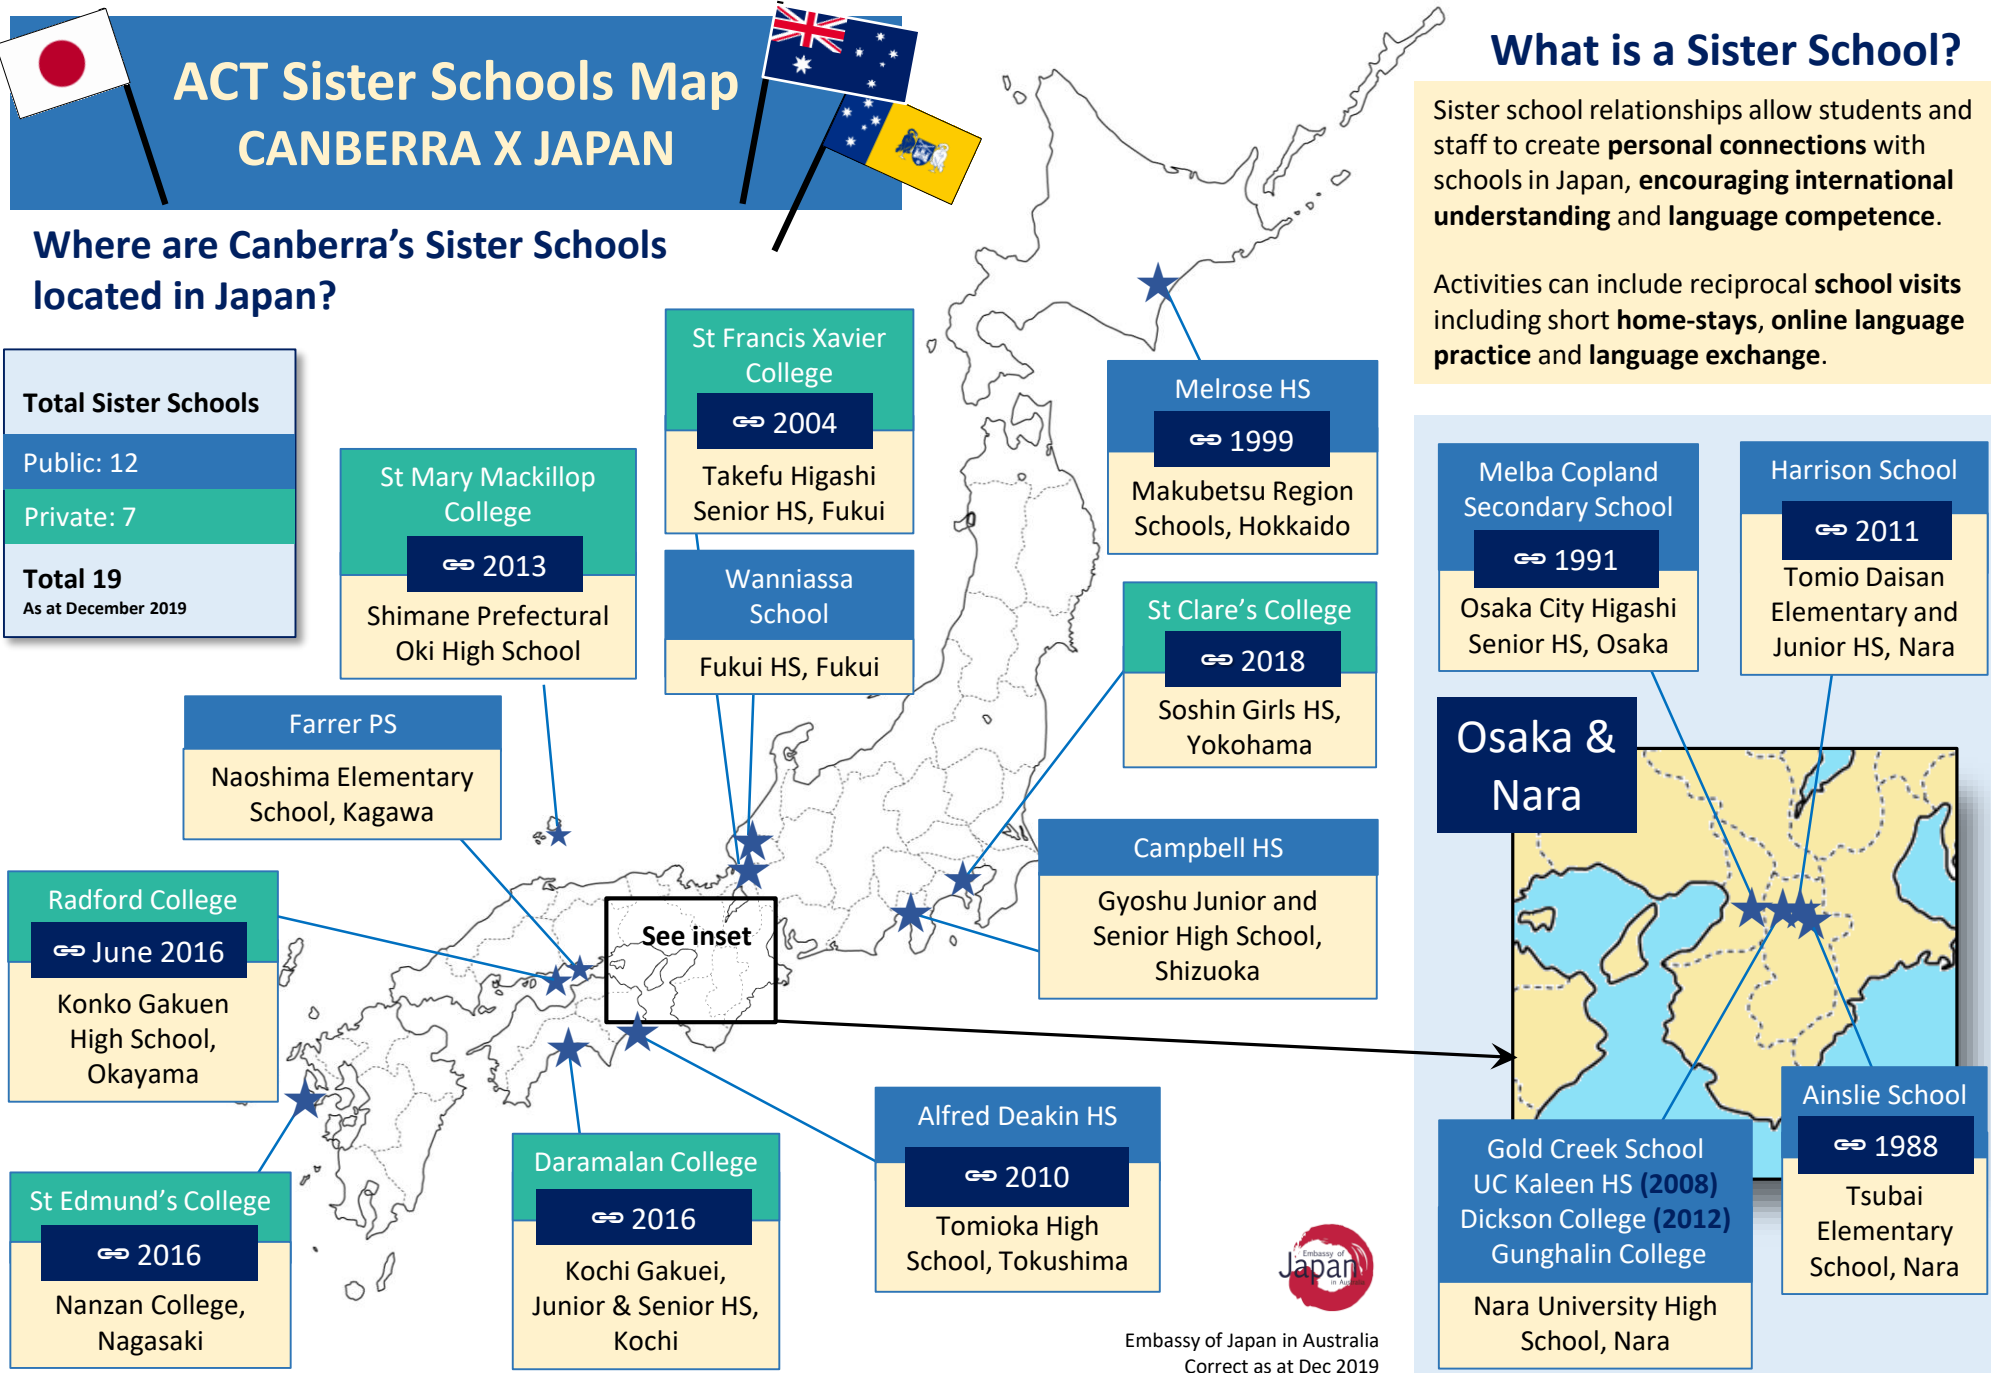 ACT Sister Schools Map
CANBERRA X JAPAN
Where are Canberra's Sister Schools
located in Japan?
Total Sister Schools
Public: 12
Private: 7
Total 19
As at December 2019
St Francis Xavier
College
2004
Takefu Higashi
Senior HS, Fukui
St Mary Mackillop
College
2013
Shimane Prefectural
Oki High School
Wanniassa
School
Fukui HS, Fukui
Melrose HS
1999
Makubetsu Region
Schools, Hokkaido
St Clare's College
2018
Soshin Girls HS,
Yokohama
Farrer PS
Naoshima Elementary
School, Kagawa
Campbell HS
Gyoshu Junior and
Senior High School,
Shizuoka
Radford College
June 2016
Konko Gakuen
High School,
Okayama
See inset
St Edmund's College
2016
Nanzan College,
Nagasaki
Daramalan College
2016
Kochi Gakuei,
Junior & Senior HS,
Kochi
Alfred Deakin HS
2010
Tomioka High
School, Tokushima
Embassy of
Japan
in Au
Embassy of Japan in Australia
Correct as at Dec 2019
What is a Sister School?
Sister school relationships allow students and
staff to create personal connections with
schools in Japan, encouraging international
understanding and language competence.
Activities can include reciprocal school visits
including short home-stays, online language
practice and language exchange.
Melba Copland
Secondary School
1991
Osaka City Higashi
Senior HS, Osaka
Harrison School
2011
Tomio Daisan
Elementary and
Junior HS, Nara
Osaka &
Nara
Gold Creek School
UC Kaleen HS (2008)
Dickson College (2012)
Gunghalin College
Nara University High
School, Nara
Ainslie School
1988
Tsubai
Elementary
School, Nara